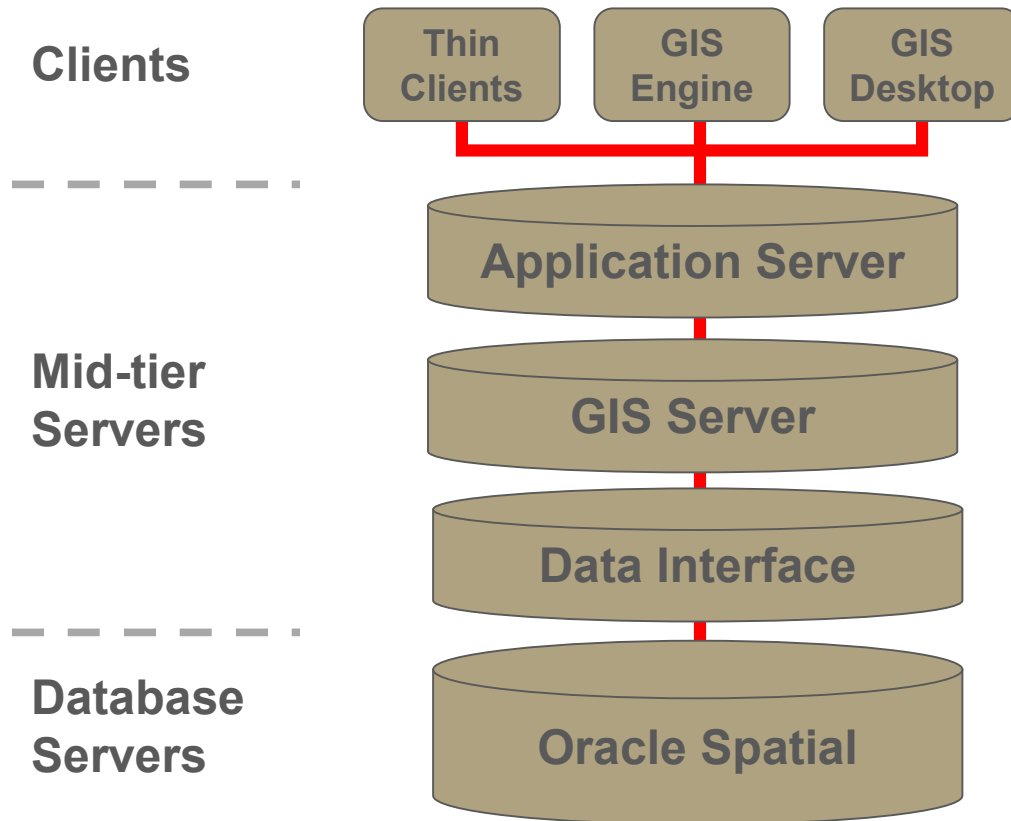 Clients
Thin
Clients
GIS
Engine
GIS
Desktop
Application Server
Mid-tier
Servers
GIS Server
Data Interface
Database
Servers
Oracle Spatial